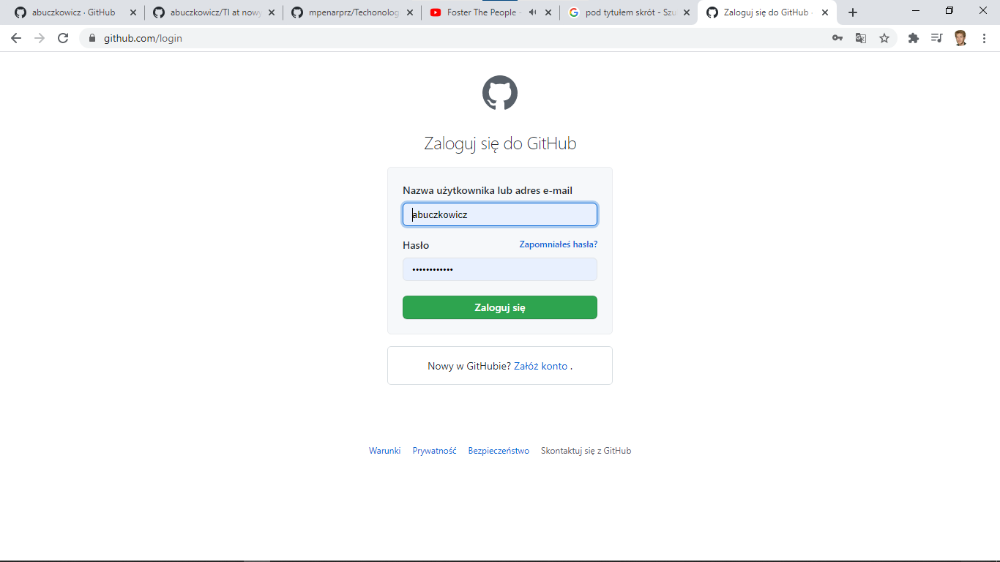 abuczkowicz · GitHub
abuczkowicz/TI at nowy
mpenarprz/Techonolog
Foster The People -
pod tytułem skrót - Szu
Zaloguj się do GitHub ·
github.com/login
Zaloguj się do GitHub
Nazwa użytkownika lub adres e-mail
abuczkowicz
Hasło Zapomniałeś hasła?
••••••••••••
Zaloguj się
Nowy w GitHubie? Załóż konto .
Warunki Prywatność Bezpieczeństwo Skontaktuj się z GitHub